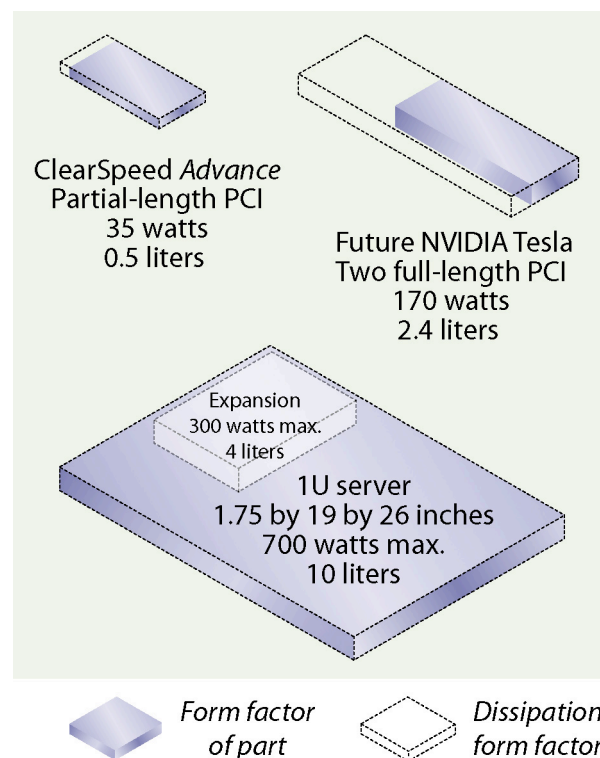 ClearSpeed Advance
Partial-length PCI
35 watts
0.5 liters
Future NVIDIA Tesla
Two full-length PCI
170 watts
2.4 liters
Expansion
300 watts max.
4 liters
1U server
1.75 by 19 by 26 inches
700 watts max.
10 liters
Form factor
of part
Dissipation
form factor